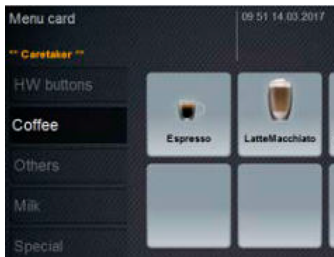 Menu card
09 51 14.03.2017
** Caretaker **
HW buttons
Coffee
Espresso
LatteMacchiato
Others
Milk
Special